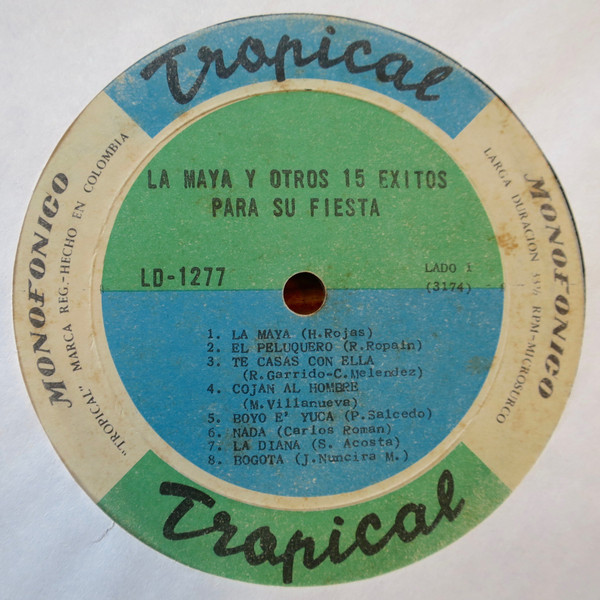 Tropical
LA MAYA Y OTROS 15 EXITOS
PARA SU FIESTA
LD-1277
LADO 1
(3174)
1. LA MAYA (H.Rojas)
2. EL PELUQUERO (R.Ropain)
3. TE CASAS CON ELLA
(R.Garrido-C.Melendez)
4. COJAN AL HOMBRE
(M.Villanueva)
5. BOYO E' YUCA (P.Salcedo)
6. NADA (Carlos Roman)
7. LA DIANA (S. Acosta)
8. BOGOTA (J.Nuncira M.)
MONOFONICO
"TROPICAL" MARCA REG.-HECHO EN COLOMBIA
MONOFONICO
LARGA DURACION 33⅓ RPM-MICROSURCO
Tropical